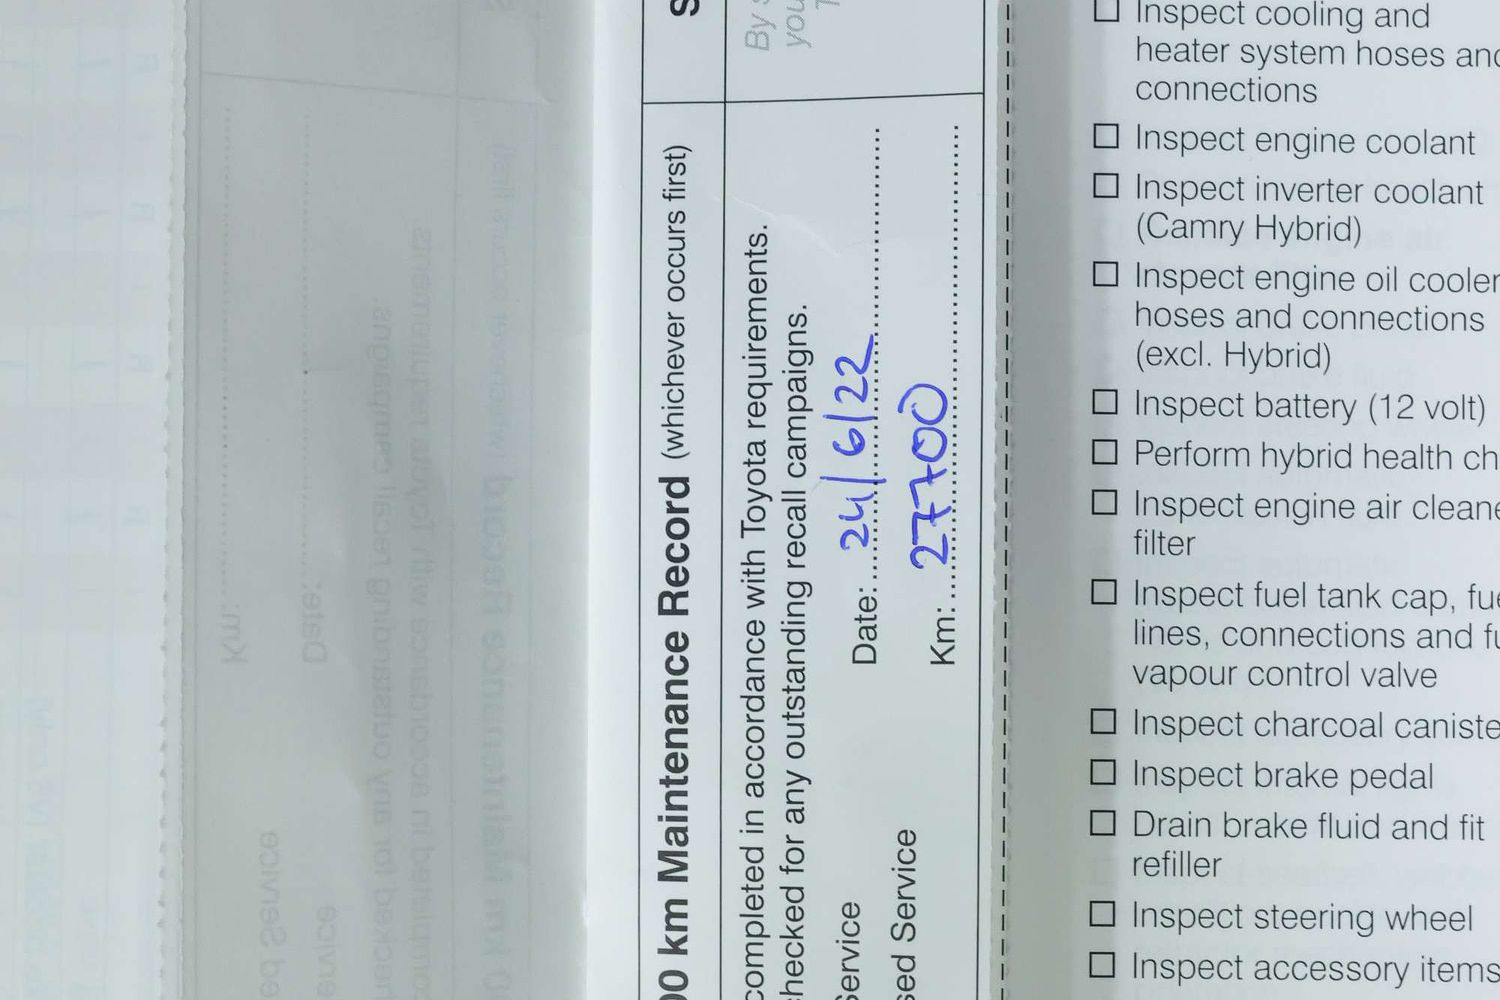 00 km Maintenance Record (whichever occurs first)
completed in accordance with Toyota requirements.
checked for any outstanding recall campaigns.
Service Date: 24/6/22
sed Service Km: 27700
By
you
Inspect cooling and
heater system hoses and
connections
Inspect engine coolant
Inspect inverter coolant
(Camry Hybrid)
Inspect engine oil cooler
hoses and connections
(excl. Hybrid)
Inspect battery (12 volt)
Perform hybrid health ch
Inspect engine air cleane
filter
Inspect fuel tank cap, fue
lines, connections and fu
vapour control valve
Inspect charcoal caniste
Inspect brake pedal
Drain brake fluid and fit
refiller
Inspect steering wheel
Inspect accessory items